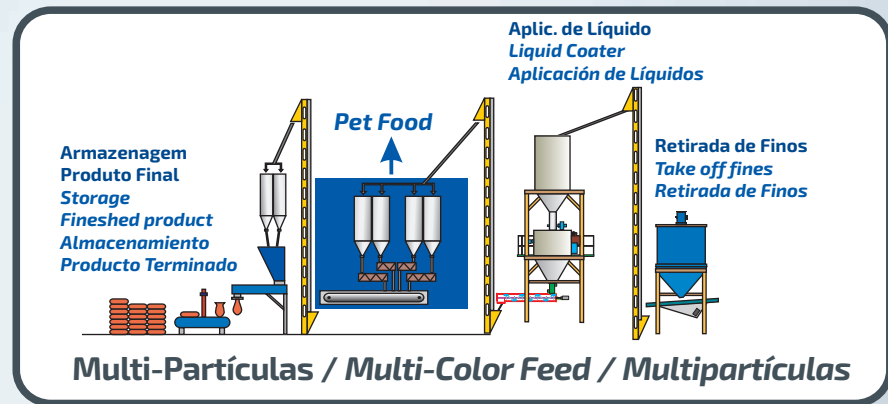 Aplic. de Líquido
Liquid Coater
Aplicación de Líquidos
Pet Food
Armazenagem
Produto Final
Storage
Fineshed product
Almacenamiento
Producto Terminado
Retirada de Finos
Take off fines
Retirada de Finos
Multi-Partículas / Multi-Color Feed / Multipartículas